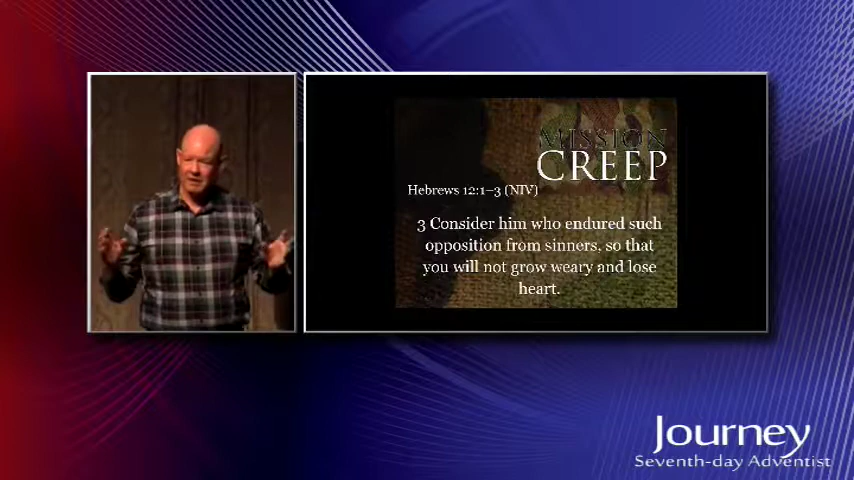 MISSION
CREEP
Hebrews 12:1–3 (NIV)
3 Consider him who endured such
opposition from sinners, so that
you will not grow weary and lose
heart.
Journey
Seventh-day Adventist